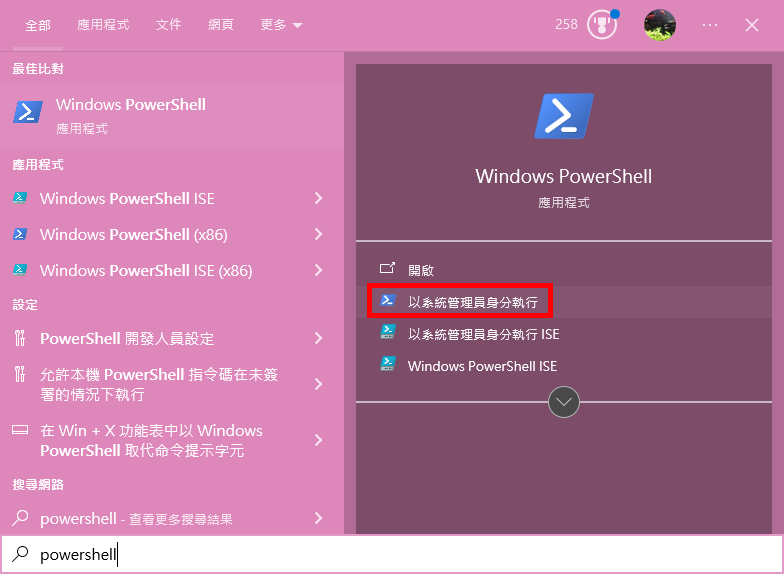 全部 應用程式 文件 網頁 更多 258
最佳比對
Windows PowerShell
應用程式
應用程式
Windows PowerShell ISE
Windows PowerShell (x86)
Windows PowerShell ISE (x86)
設定
PowerShell 開發人員設定
允許本機 PowerShell 指令碼在未簽
署的情況下執行
在 Win + X 功能表中以 Windows
PowerShell 取代命令提示字元
搜尋網路
powershell - 查看更多搜尋結果
Windows PowerShell
應用程式
開啟
以系統管理員身分執行
以系統管理員身分執行 ISE
Windows PowerShell ISE
powershell